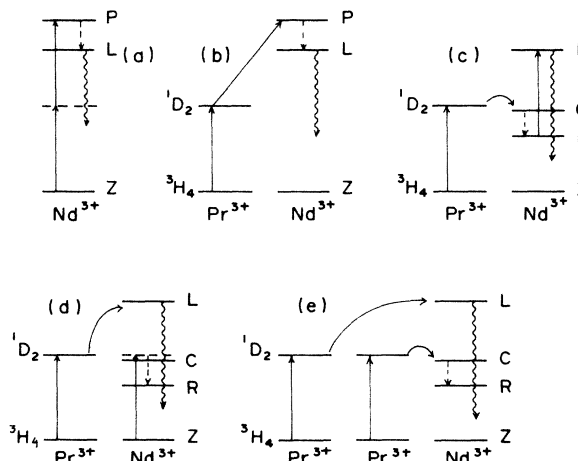 P
L
(a)
Z
Nd³⁺
P
L
(b)
¹D₂
³H₄
Z
Pr³⁺
Nd³⁺
(c)
¹D₂
³H₄
Pr³⁺
Nd³⁺
(d)
L
¹D₂
C
R
³H₄
Z
Pr³⁺
Nd³⁺
(e)
L
¹D₂
C
R
³H₄
Z
Pr³⁺
Pr³⁺
Nd³⁺